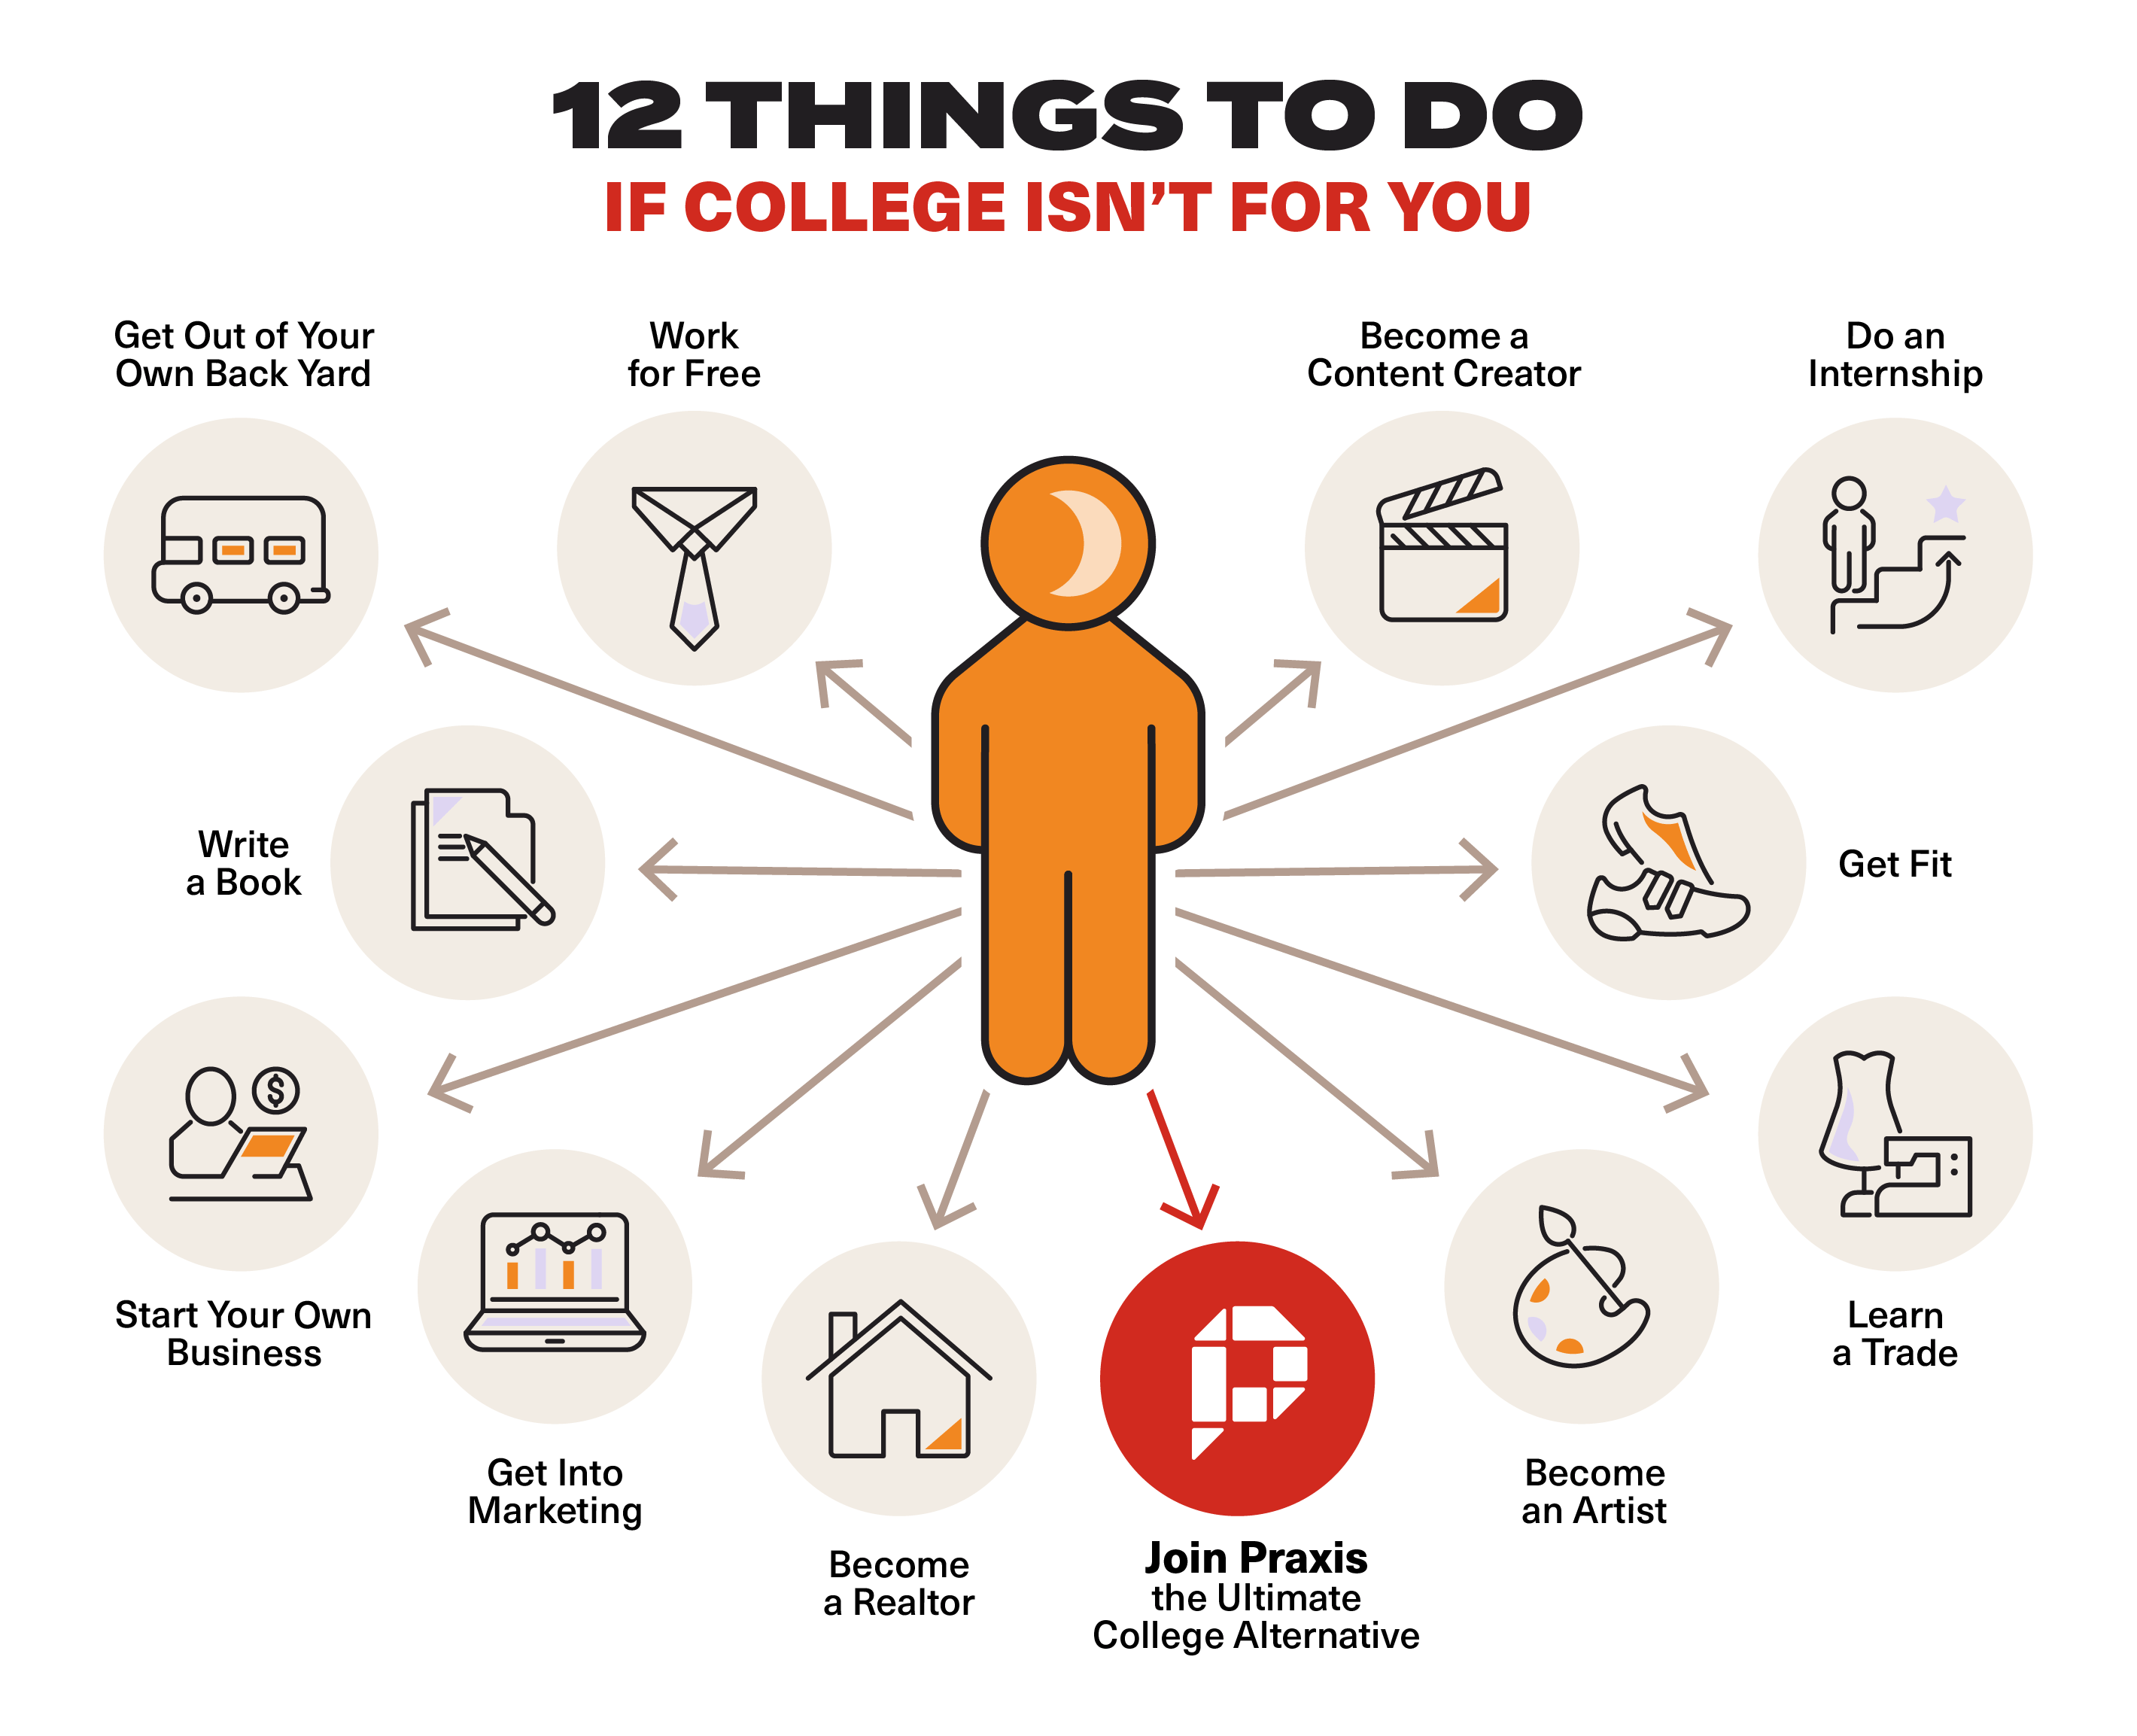 12 THINGS TO DO
IF COLLEGE ISN'T FOR YOU
Get Out of Your
Own Back Yard
Work
for Free
Become a
Content Creator
Do an
Internship
Write
a Book
Get Fit
Start Your Own
Business
Learn
a Trade
Get Into
Marketing
Become
an Artist
Become
a Realtor
Join Praxis
the Ultimate
College Alternative